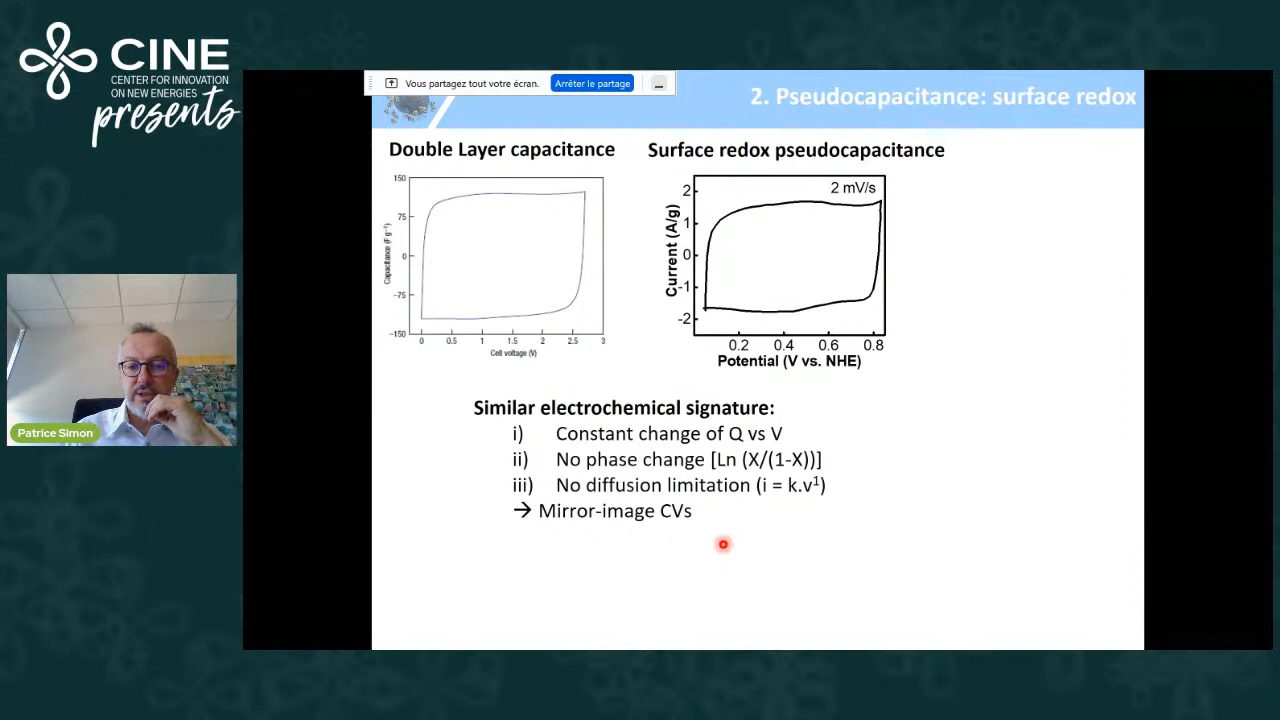 CINE
CENTER FOR INNOVATION
ON NEW ENERGIES
presents
Vous partagez tout votre écran.
Arrêter le partage
2. Pseudocapacitance: surface redox
Double Layer capacitance
Surface redox pseudocapacitance
150
75
0
-75
-150
Capacitance (F g-1)
0 0.5 1 1.5 2 2.5 3
Cell voltage (V)
2 mV/s
2
1
0
-1
-2
Current (A/g)
0.2 0.4 0.6 0.8
Potential (V vs. NHE)
Patrice Simon
Similar electrochemical signature:
i) Constant change of Q vs V
ii) No phase change [Ln (X/(1-X))]
iii) No diffusion limitation (i = k.v¹)
→ Mirror-image CVs